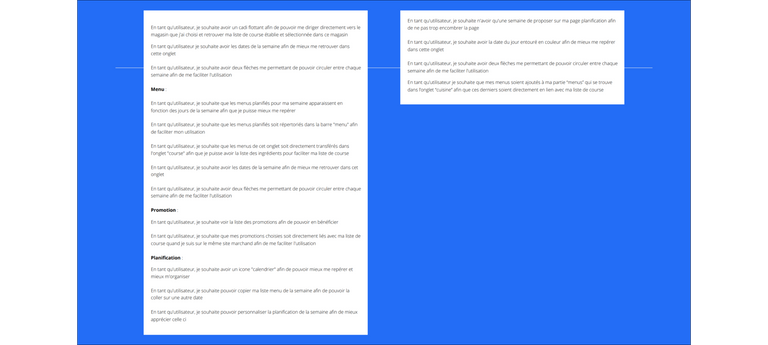 En tant qu'utilisateur, je souhaite avoir un cadi flottant afin de pouvoir me diriger directement vers le
magasin que j'ai choisi et retrouver ma liste de course établie et sélectionnée dans ce magasin
En tant qu'utilisateur je souhaite avoir les dates de la semaine afin de mieux me retrouver dans
cette onglet
En tant qu'utilisateur, je souhaite avoir deux flèches me permettant de pouvoir circuler entre chaque
semaine afin de me faciliter l'utilisation
Menu :
En tant qu'utilisateur, je souhaite que les menus planifiés pour ma semaine apparaissent en
fonction des jours de la semaine afin que je puisse mieux me repérer
En tant qu'utilisateur, je souhaite que les menus planifiés soit répertoriés dans la barre "menu" afin
de faciliter mon utilisation
En tant qu'utilisateur, je souhaite que les menus de cet onglet soit directement transférés dans
l'onglet "course" afin que je puisse avoir la liste des ingrédients pour faciliter ma liste de course
En tant qu'utilisateur, je souhaite avoir les dates de la semaine afin de mieux me retrouver dans cet
onglet
En tant qu'utilisateur, je souhaite avoir deux flèches me permettant de pouvoir circuler entre chaque
semaine afin de me faciliter l'utilisation
Promotion :
En tant qu'utilisateur, je souhaite voir la liste des promotions afin de pouvoir en bénéficier
En tant qu'utilisateur, je souhaite que mes promotions choisies soit directement liés avec ma liste de
course quand je suis sur le même site marchand afin de me faciliter l'utilisation
Planification :
En tant qu'utilisateur, je souhaite avoir un icone "calendrier" afin de pouvoir mieux me repérer et
mieux m'organiser
En tant qu'utilisateur, je souhaite pouvoir copier ma liste menu de la semaine afin de pouvoir la
coller sur une autre date
En tant qu'utilisateur, je souhaite pouvoir personnaliser la planification de la semaine afin de mieux
apprécier celle ci
En tant qu'utilisateur, je souhaite n'avoir qu'une semaine de proposer sur ma page planification afin
de ne pas trop encombrer la page
En tant qu'utilisateur, je souhaite avoir la date du jour entouré en couleur afin de mieux me repérer
dans cette onglet
En tant qu'utilisateur, je souhaite avoir deux flèches me permettant de pouvoir circuler entre chaque
semaine afin de me faciliter l'utilisation
En tant qu'utilisateur je souhaite que mes menus soient ajoutés à ma partie "menus" qui se trouve
dans l'onglet "cuisine" afin que ces derniers soient directement en lien avec ma liste de course